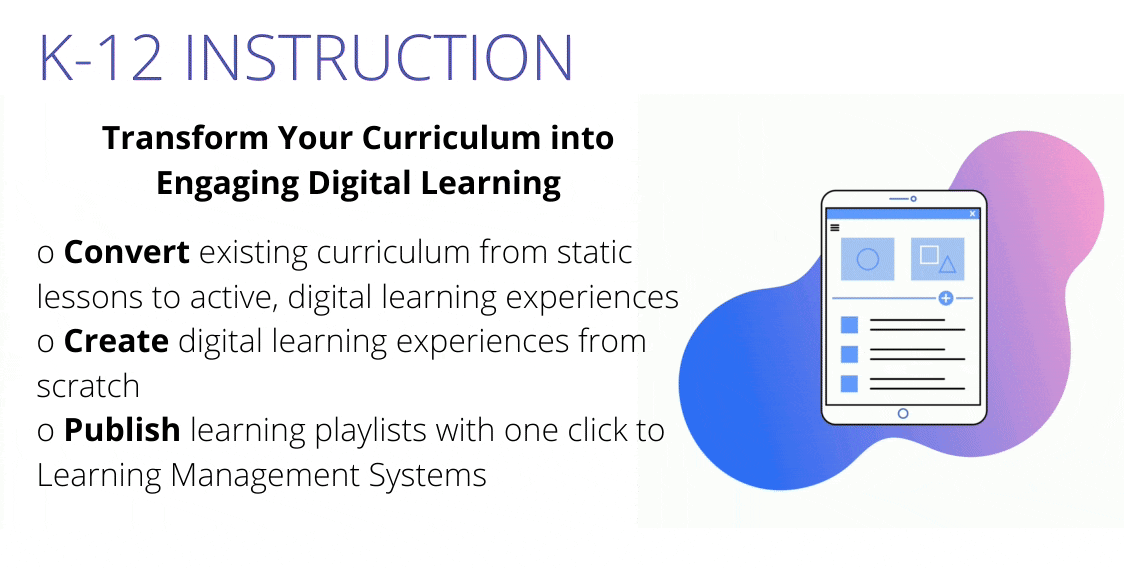 K-12 INSTRUCTION
Transform Your Curriculum into
Engaging Digital Learning
o Convert existing curriculum from static
lessons to active, digital learning experiences
o Create digital learning experiences from
scratch
o Publish learning playlists with one click to
Learning Management Systems